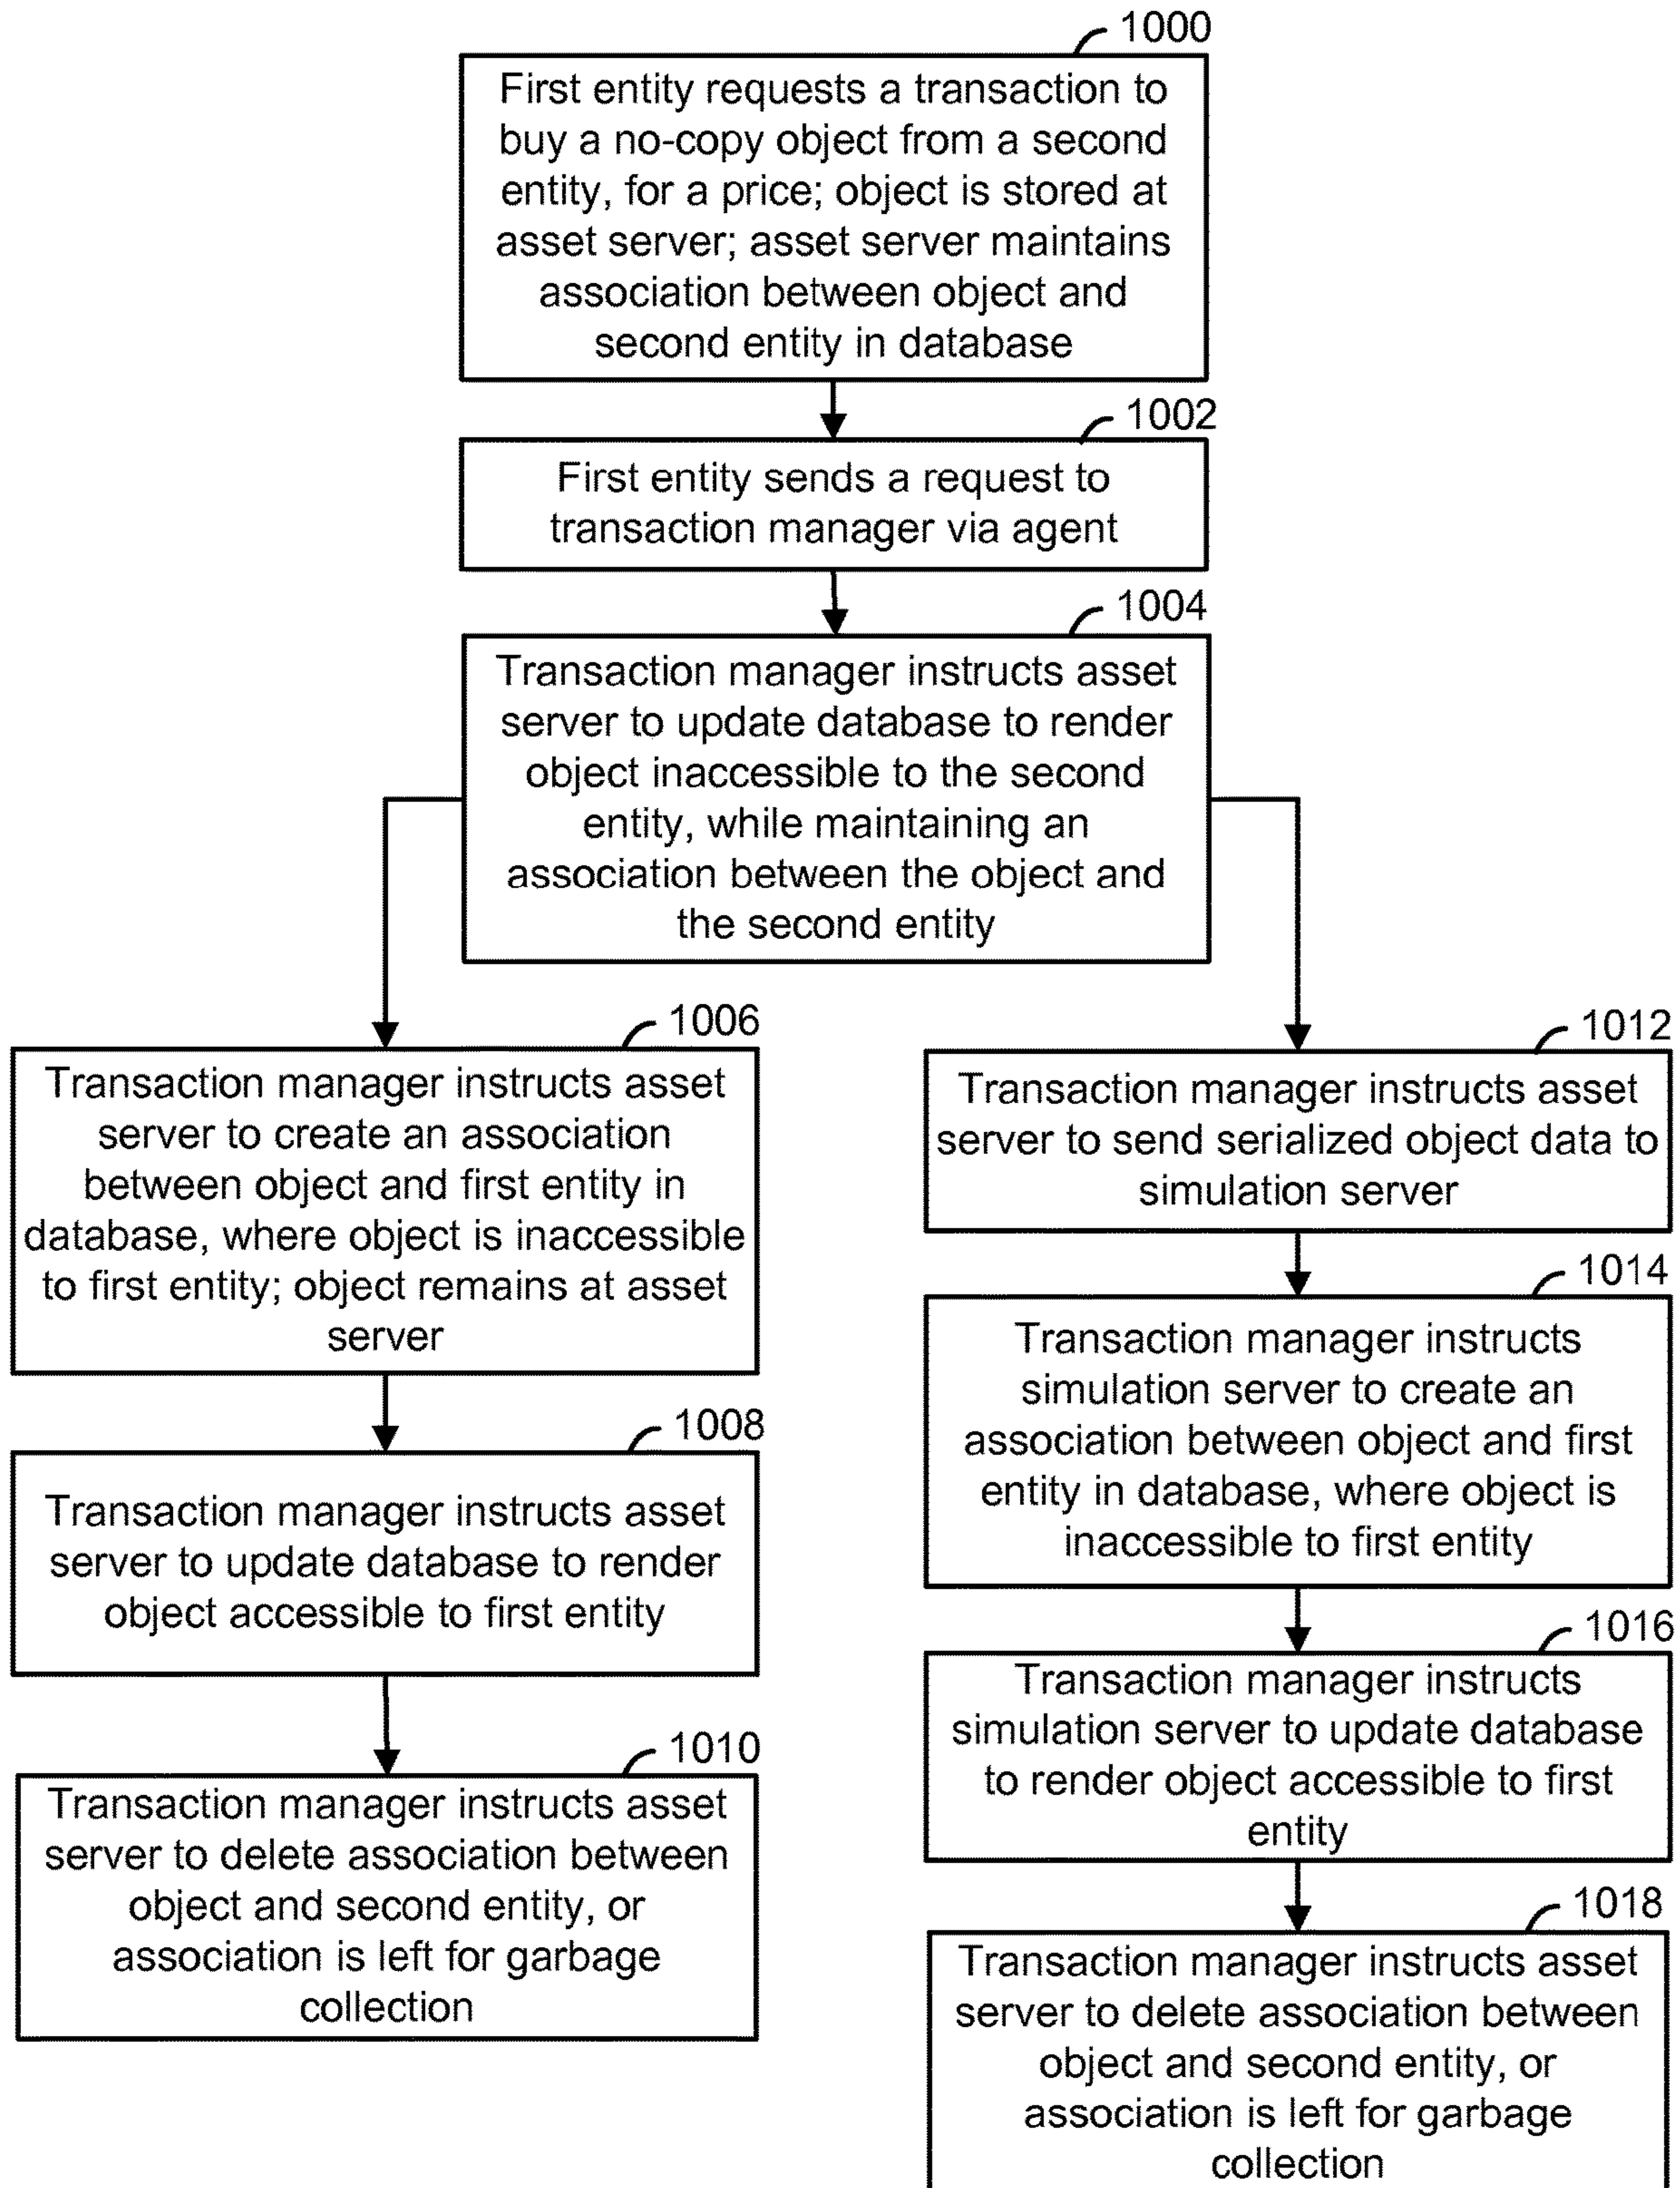 1000
First entity requests a transaction to
buy a no-copy object from a second
entity, for a price; object is stored at
asset server; asset server maintains
association between object and
second entity in database
1002
First entity sends a request to
transaction manager via agent
1004
Transaction manager instructs asset
server to update database to render
object inaccessible to the second
entity, while maintaining an
association between the object and
the second entity
1006
Transaction manager instructs asset
server to create an association
between object and first entity in
database, where object is inaccessible
to first entity; object remains at asset
server
1008
Transaction manager instructs asset
server to update database to render
object accessible to first entity
1010
Transaction manager instructs asset
server to delete association between
object and second entity, or
association is left for garbage
collection
1012
Transaction manager instructs asset
server to send serialized object data to
simulation server
1014
Transaction manager instructs
simulation server to create an
association between object and first
entity in database, where object is
inaccessible to first entity
1016
Transaction manager instructs
simulation server to update database
to render object accessible to first
entity
1018
Transaction manager instructs asset
server to delete association between
object and second entity, or
association is left for garbage
collection